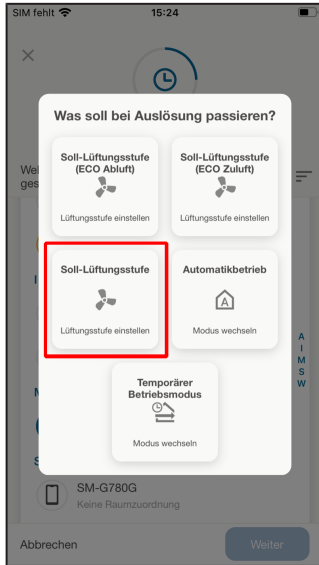 SIM fehlt 15:24
Was soll bei Auslösung passieren?
Soll-Lüftungsstufe
(ECO Abluft)
Lüftungsstufe einstellen
Soll-Lüftungsstufe
(ECO Zuluft)
Lüftungsstufe einstellen
Soll-Lüftungsstufe
Lüftungsstufe einstellen
Automatikbetrieb
A
Modus wechseln
Temporärer
Betriebsmodus
Modus wechseln
A
I
M
S
W
SM-G780G
Keine Raumzuordnung
Abbrechen
Weiter